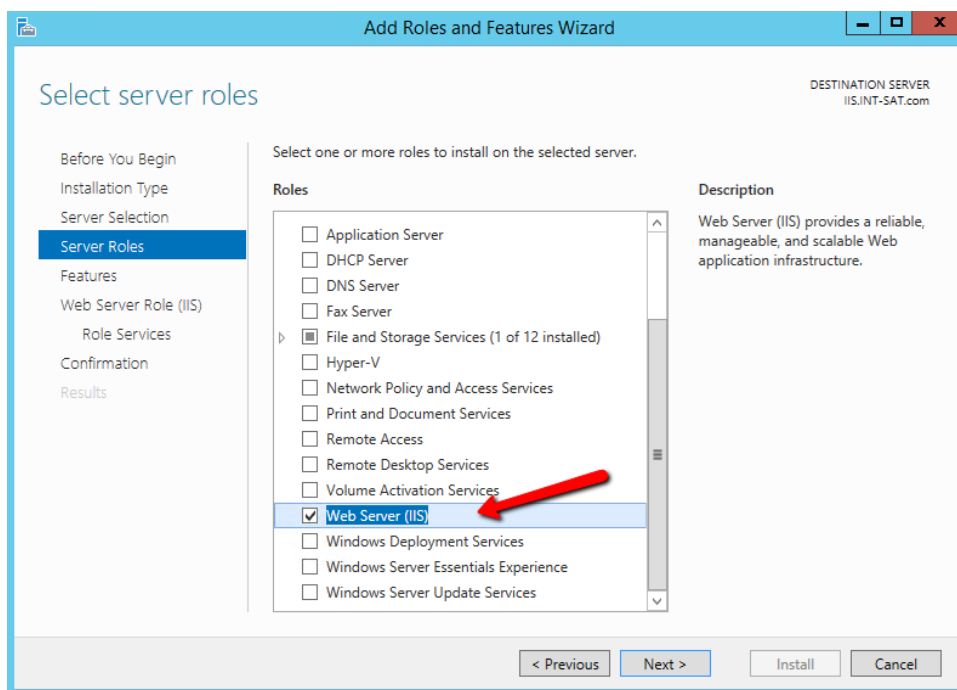 Add Roles and Features Wizard
Select server roles
DESTINATION SERVER
IIS.INT-SAT.com
Before You Begin
Installation Type
Server Selection
Server Roles
Features
Web Server Role (IIS)
Role Services
Confirmation
Results
Select one or more roles to install on the selected server.
Roles
Application Server
DHCP Server
DNS Server
Fax Server
File and Storage Services (1 of 12 installed)
Hyper-V
Network Policy and Access Services
Print and Document Services
Remote Access
Remote Desktop Services
Volume Activation Services
Web Server (IIS)
Windows Deployment Services
Windows Server Essentials Experience
Windows Server Update Services
Description
Web Server (IIS) provides a reliable,
manageable, and scalable Web
application infrastructure.
< Previous
Next >
Install
Cancel